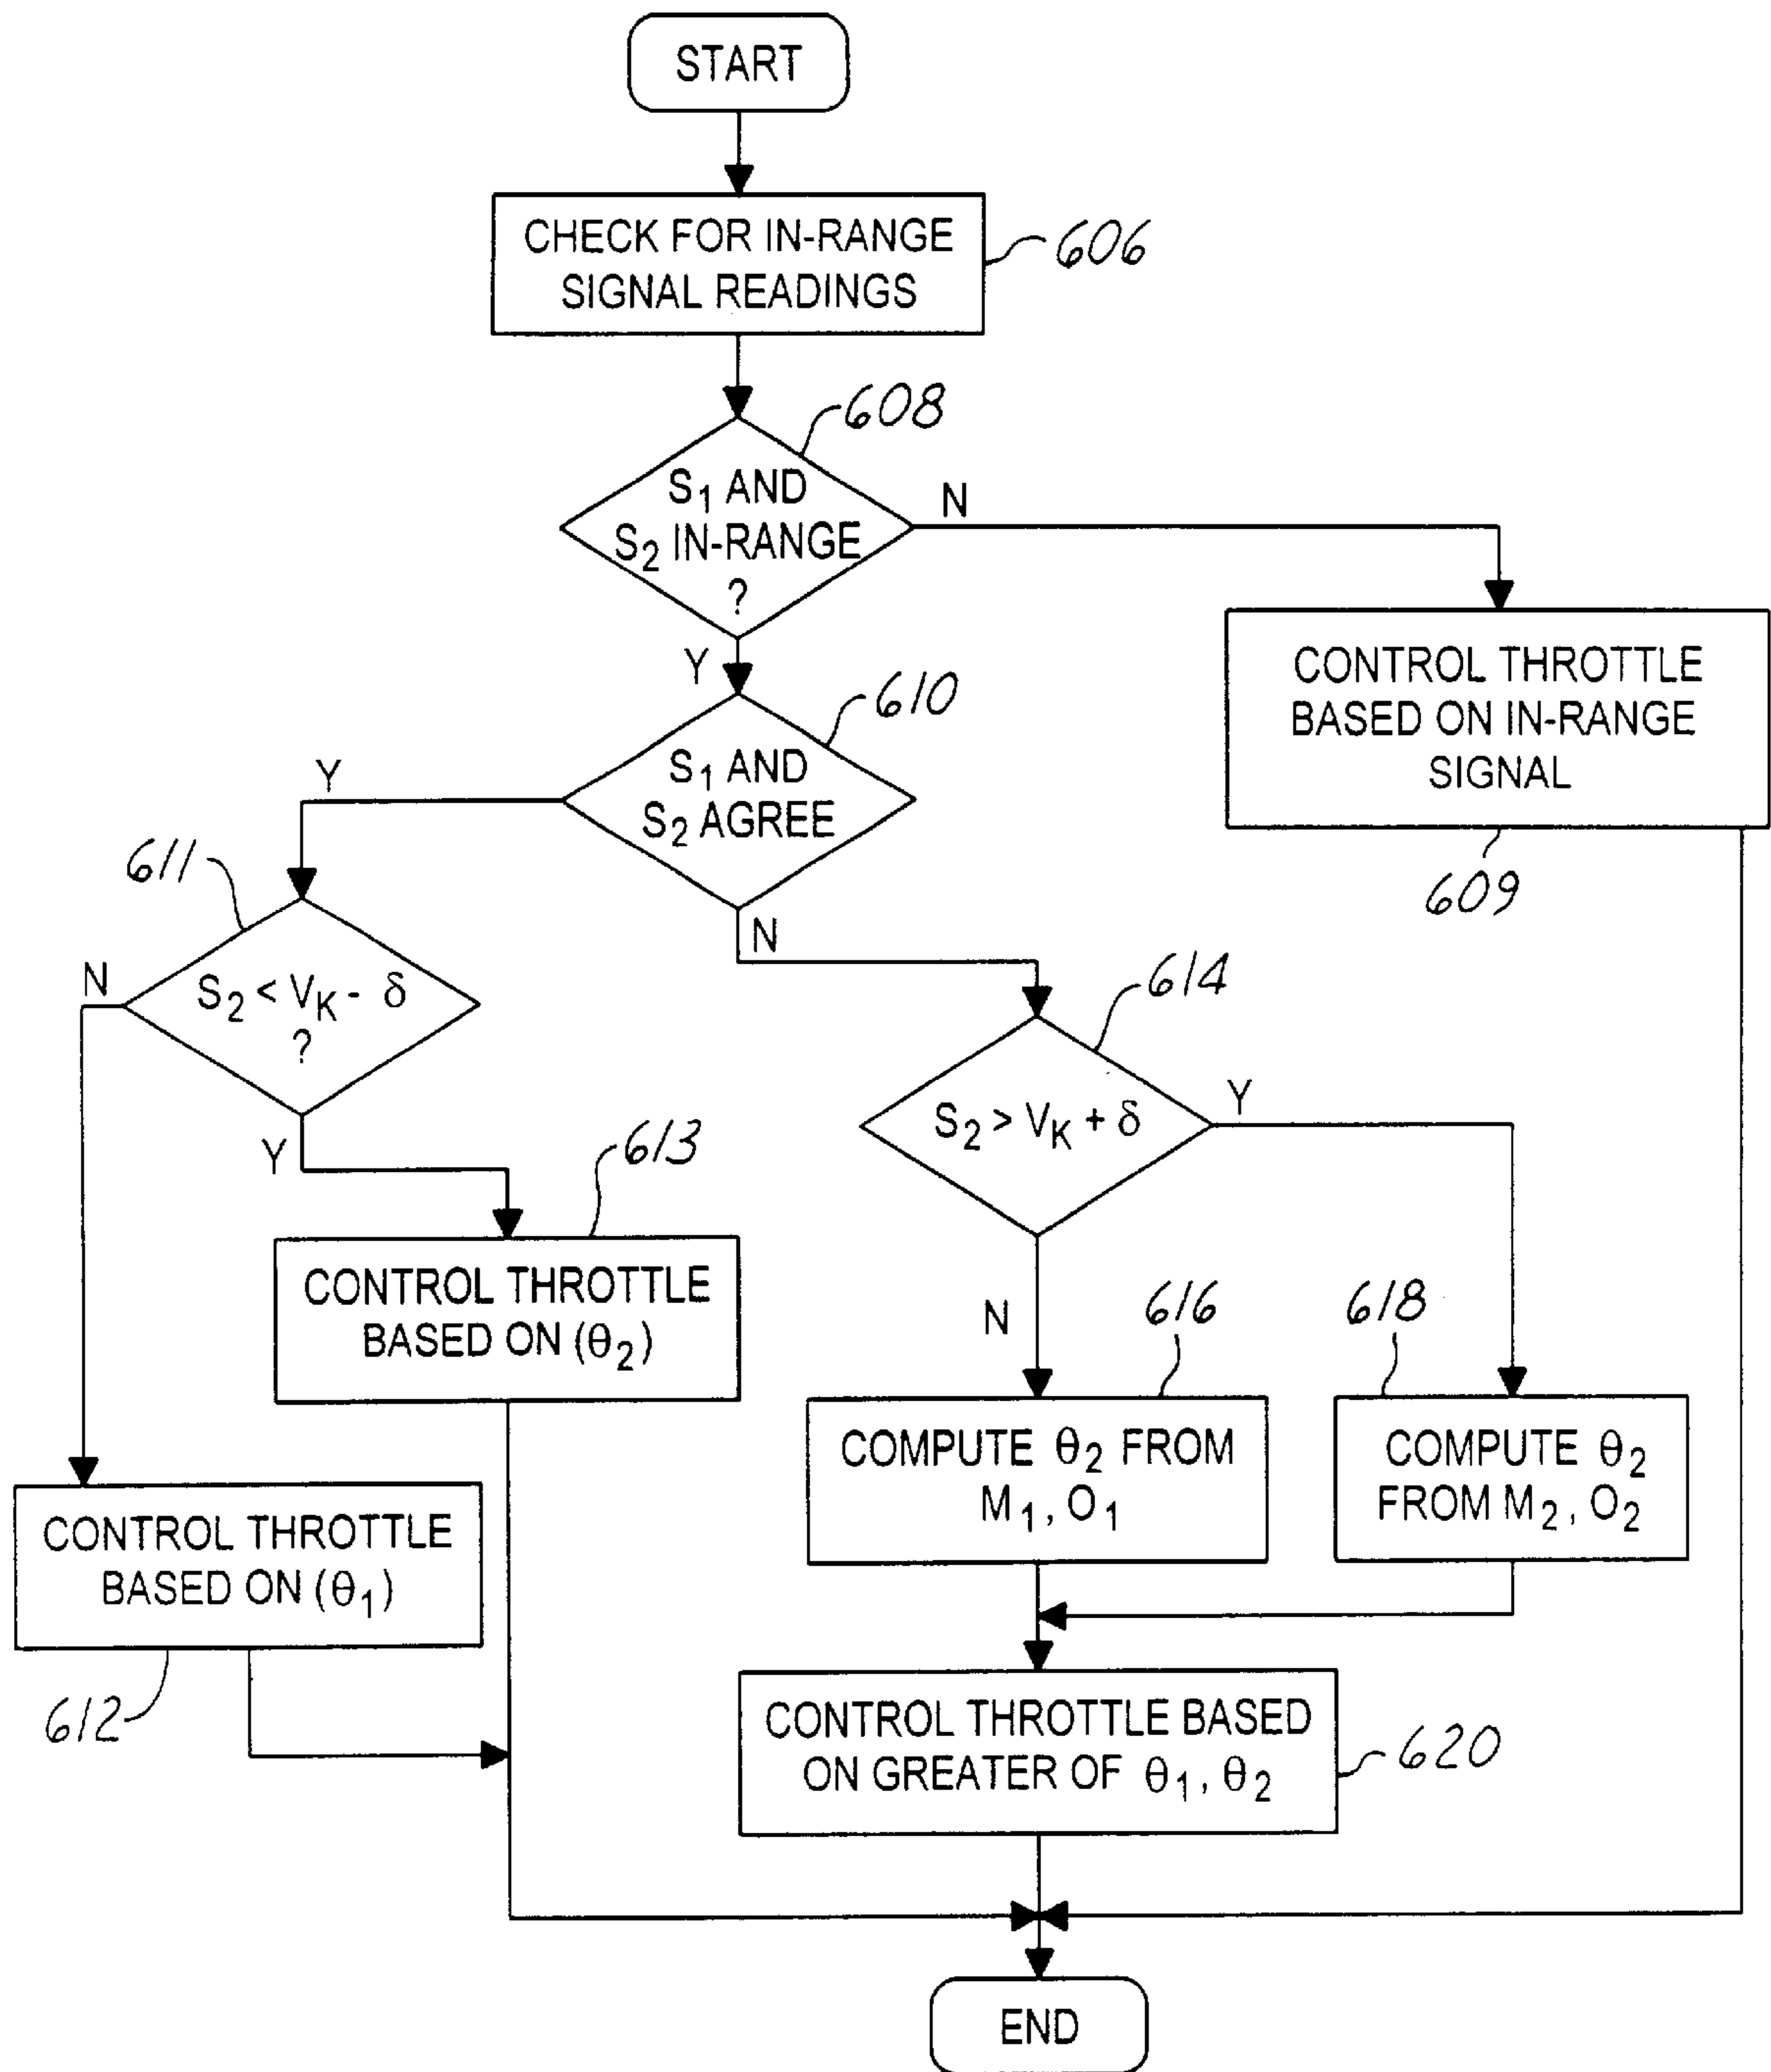 START
CHECK FOR IN-RANGE
SIGNAL READINGS
606
608
S₁ AND
S₂ IN-RANGE
?
N
Y
CONTROL THROTTLE
BASED ON IN-RANGE
SIGNAL
609
610
S₁ AND
S₂ AGREE
Y
N
611
S₂ < V_K - δ
?
N
Y
613
CONTROL THROTTLE
BASED ON (θ₂)
CONTROL THROTTLE
BASED ON (θ₁)
612
614
S₂ > V_K + δ
Y
N
616
COMPUTE θ₂ FROM
M₁, O₁
618
COMPUTE θ₂
FROM M₂, O₂
CONTROL THROTTLE BASED
ON GREATER OF θ₁, θ₂
620
END